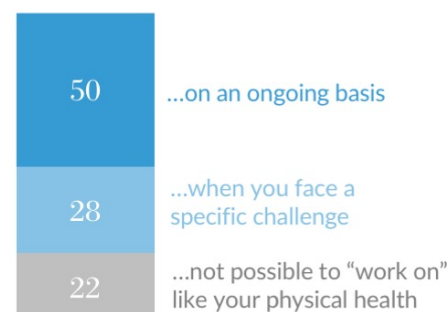 50
...on an ongoing basis
28
...when you face a
specific challenge
22
...not possible to “work on”
like your physical health